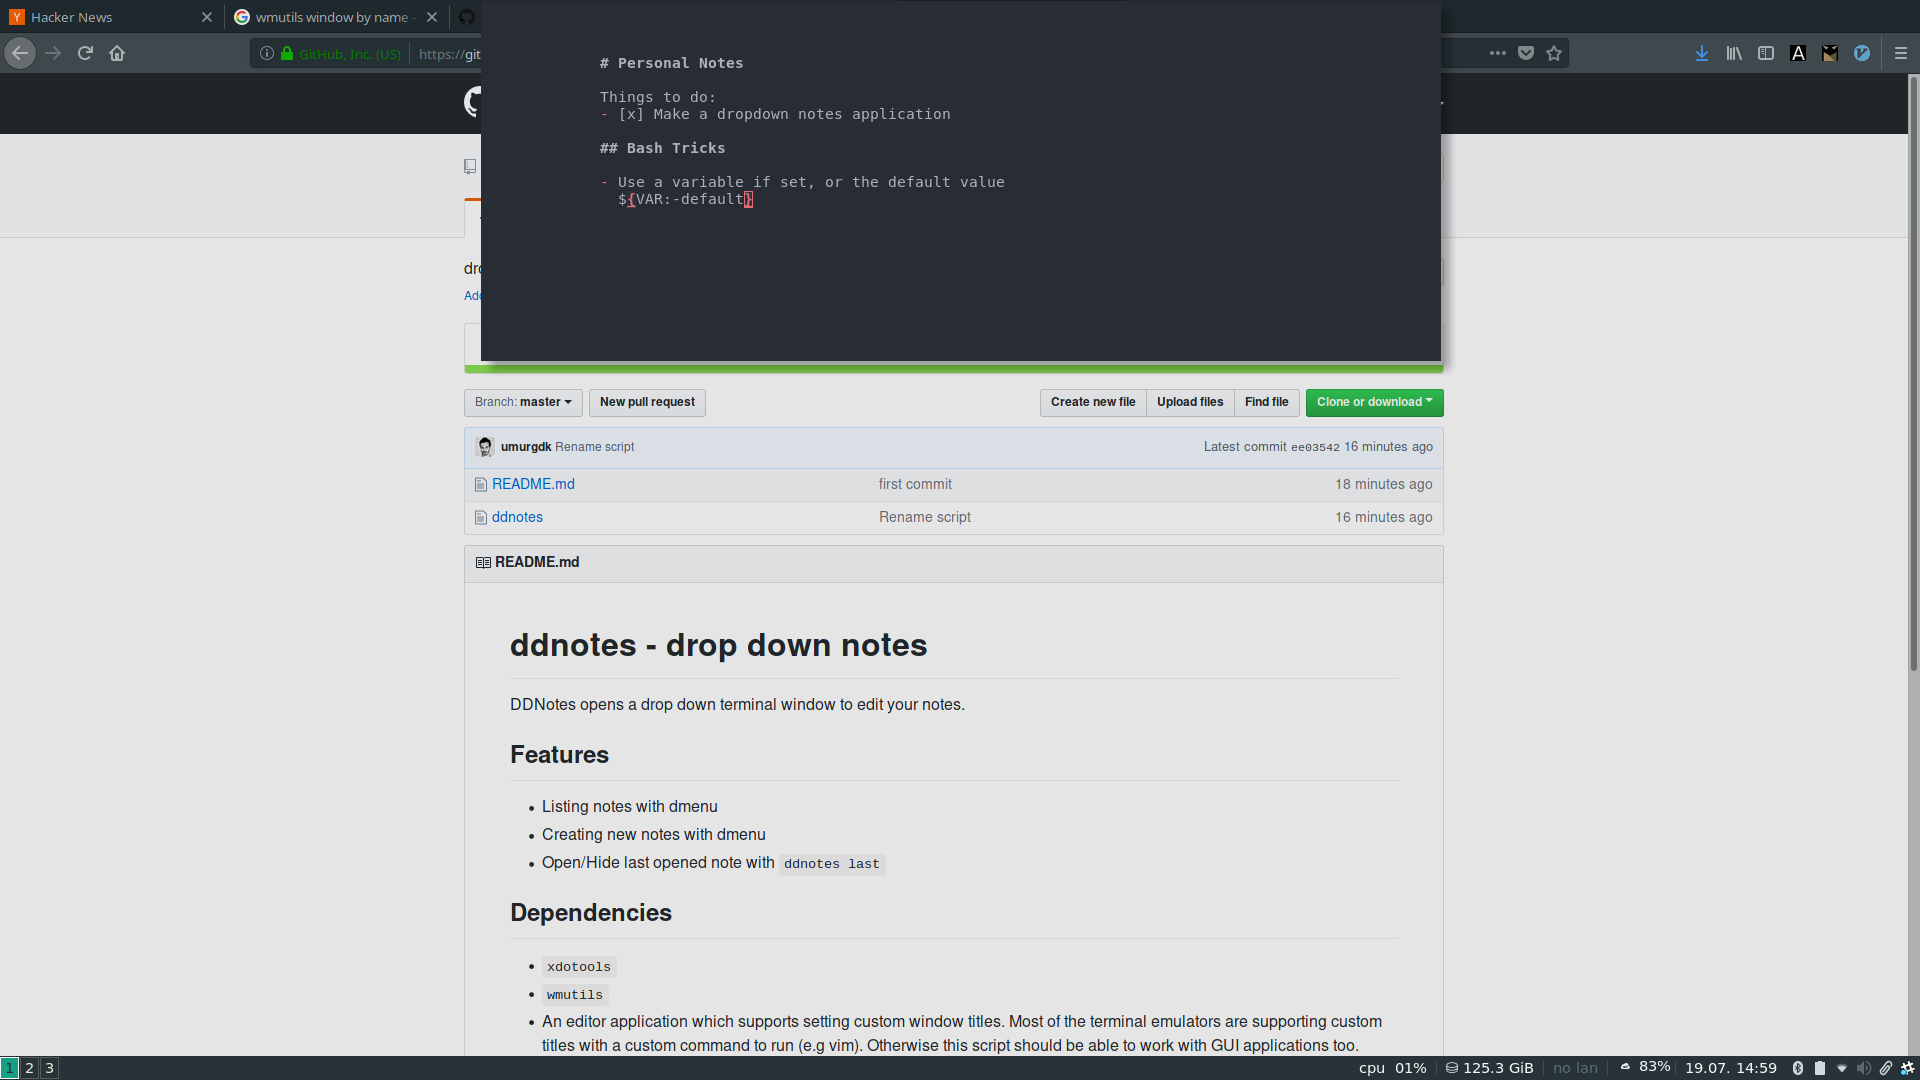 Hacker News
wmutils window by name -
GitHub, Inc. (US)
https://git
# Personal Notes
Things to do:
- [x] Make a dropdown notes application
## Bash Tricks
- Use a variable if set, or the default value
${VAR:-default}
Branch: master
New pull request
Create new file
Upload files
Find file
Clone or download
umurgdk Rename script
Latest commit ee03542 16 minutes ago
README.md first commit 18 minutes ago
ddnotes Rename script 16 minutes ago
README.md
ddnotes - drop down notes
DDNotes opens a drop down terminal window to edit your notes.
Features
• Listing notes with dmenu
• Creating new notes with dmenu
• Open/Hide last opened note with ddnotes last
Dependencies
• xdotools
• wmutils
• An editor application which supports setting custom window titles. Most of the terminal emulators are supporting custom
titles with a custom command to run (e.g vim). Otherwise this script should be able to work with GUI applications too.
1 2 3
cpu 01% 125.3 GiB no lan 83% 19.07. 14:59